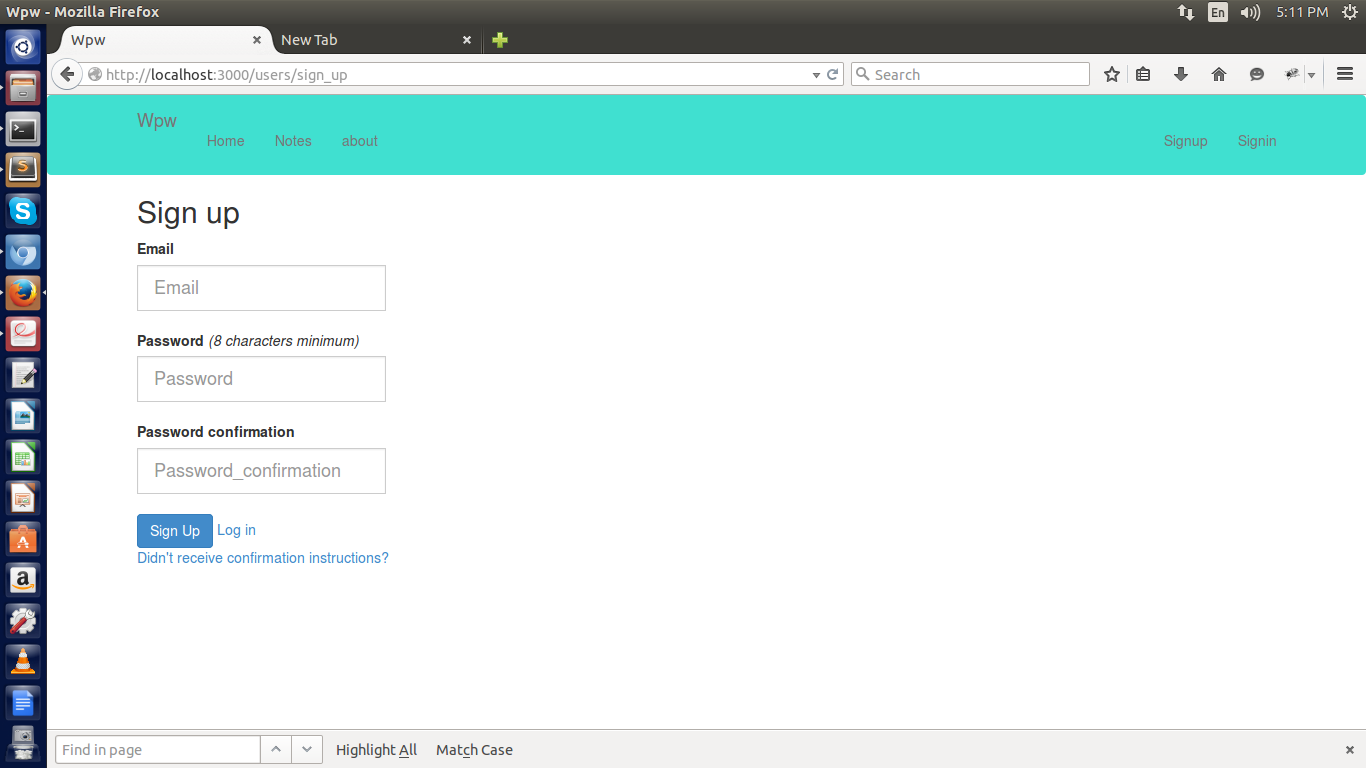 Wpw - Mozilla Firefox
En 5:11 PM
Wpw New Tab
http://localhost:3000/users/sign_up Search
Wpw
Home Notes about Signup Signin
Sign up
Email
Email
Password (8 characters minimum)
Password
Password confirmation
Password_confirmation
Sign Up Log in
Didn't receive confirmation instructions?
Find in page Highlight All Match Case